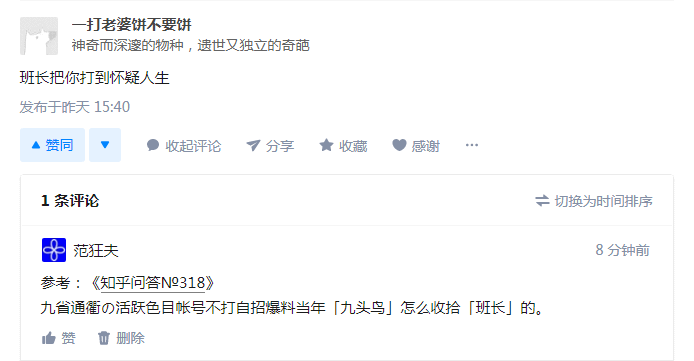 一打老婆饼不要饼
神奇而深邃的物种，遗世又独立的奇葩
班长把你打到怀疑人生
发布于昨天 15:40
赞同
收起评论 分享 收藏 感谢 ···
1 条评论 切换为时间排序
范狂夫 8 分钟前
参考：《知乎问答№318》
九省通衢の活跃色目帐号不打自招爆料当年「九头鸟」怎么收拾「班长」的。
赞 删除